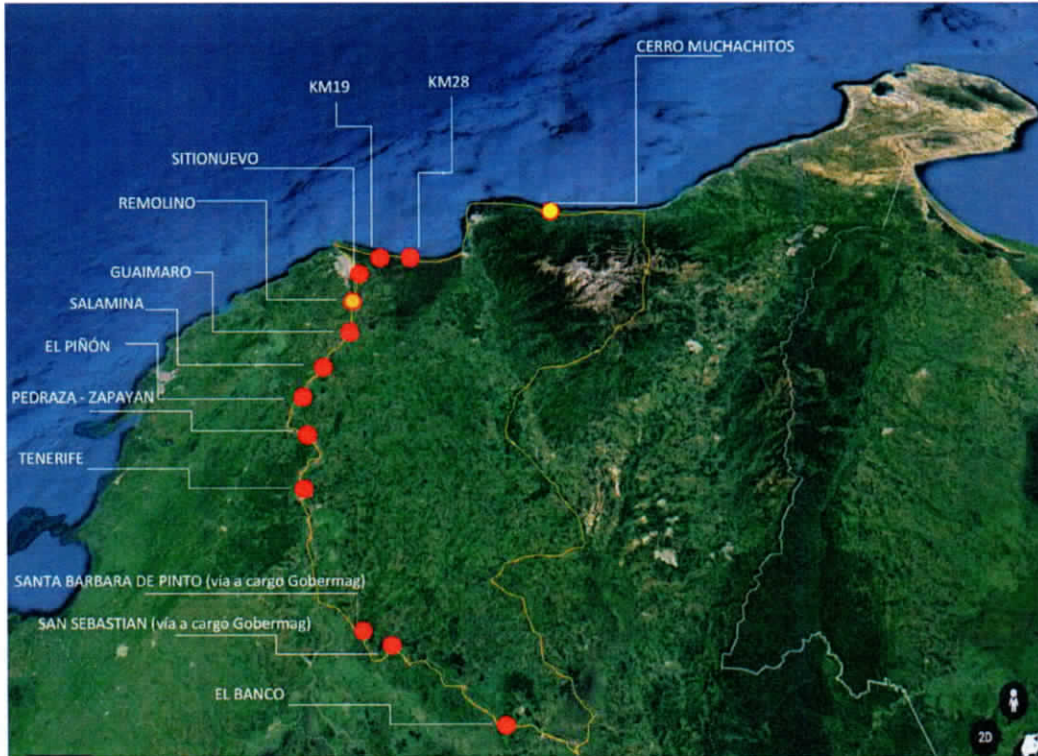 CERRO MUCHACHITOS
KM19
KM28
SITIONUEVO
REMOLINO
GUAIMARO
SALAMINA
EL PIÑÓN
PEDRAZA - ZAPAYAN
TENERIFE
SANTA BARBARA DE PINTO (vía a cargo Gobermag)
SAN SEBASTIAN (vía a cargo Gobermag)
EL BANCO
2D